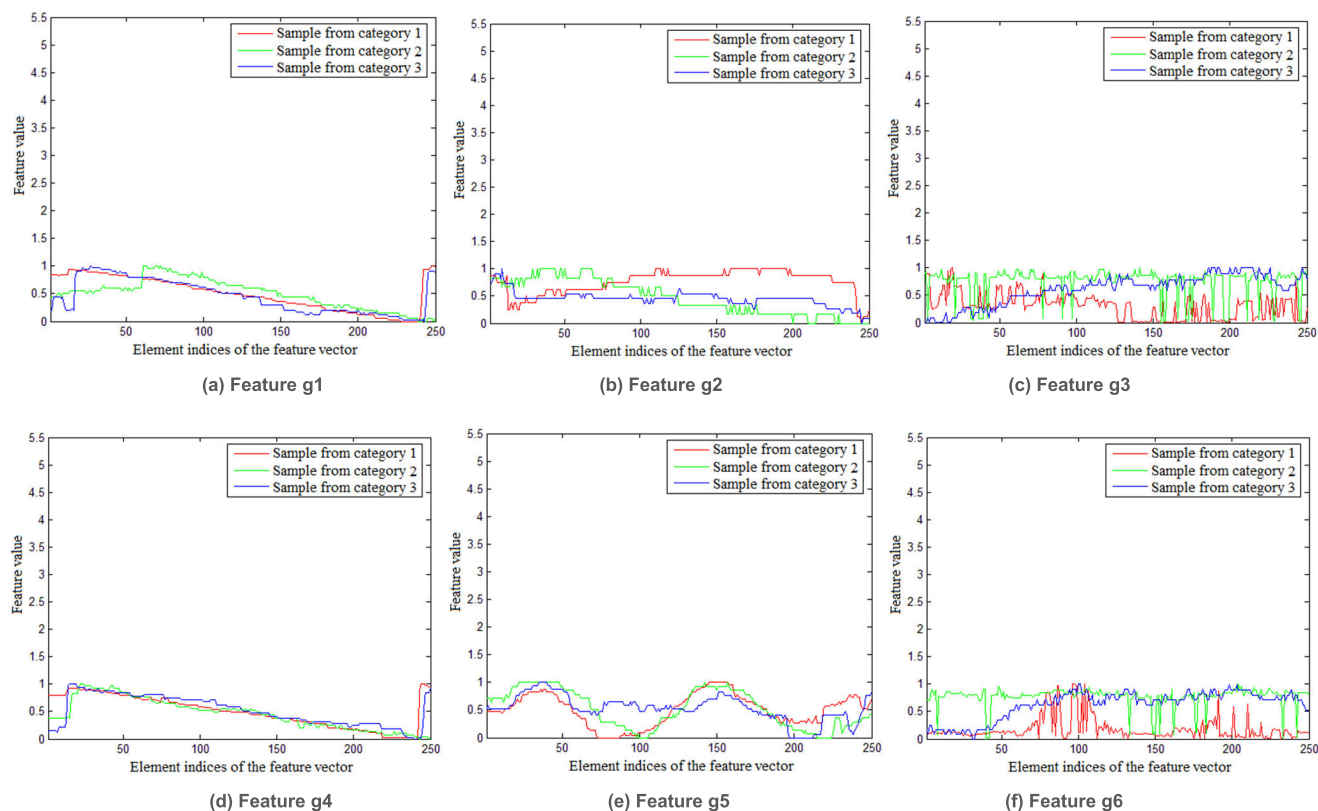 5.5
5
4.5
4
3.5
3
2.5
2
1.5
1
0.5
Feature value
Sample from category 1
Sample from category 2
Sample from category 3
50 100 150 200 250
Element indices of the feature vector
(a) Feature g1
5.5
5
4.5
4
3.5
3
2.5
2
1.5
1
0.5
0
Feature value
Sample from category 1
Sample from category 2
Sample from category 3
50 100 150 200 250
Element indices of the feature vector
(b) Feature g2
5.5
5
4.5
4
3.5
3
2.5
2
1.5
1
0.5
0
Feature value
Sample from category 1
Sample from category 2
Sample from category 3
50 100 150 200 250
Element indices of the feature vector
(c) Feature g3
5.5
5
4.5
4
3.5
3
2.5
2
1.5
1
0.5
0
Feature value
Sample from category 1
Sample from category 2
Sample from category 3
50 100 150 200 250
Element indices of the feature vector
(d) Feature g4
5.5
5
4.5
4
3.5
3
2.5
2
1.5
1
0.5
0
Feature value
Sample from category 1
Sample from category 2
Sample from category 3
50 100 150 200 250
Element indices of the feature vector
(e) Feature g5
5.5
5
4.5
4
3.5
3
2.5
2
1.5
1
0.5
0
Feature value
Sample from category 1
Sample from category 2
Sample from category 3
50 100 150 200 250
Element indices of the feature vector
(f) Feature g6